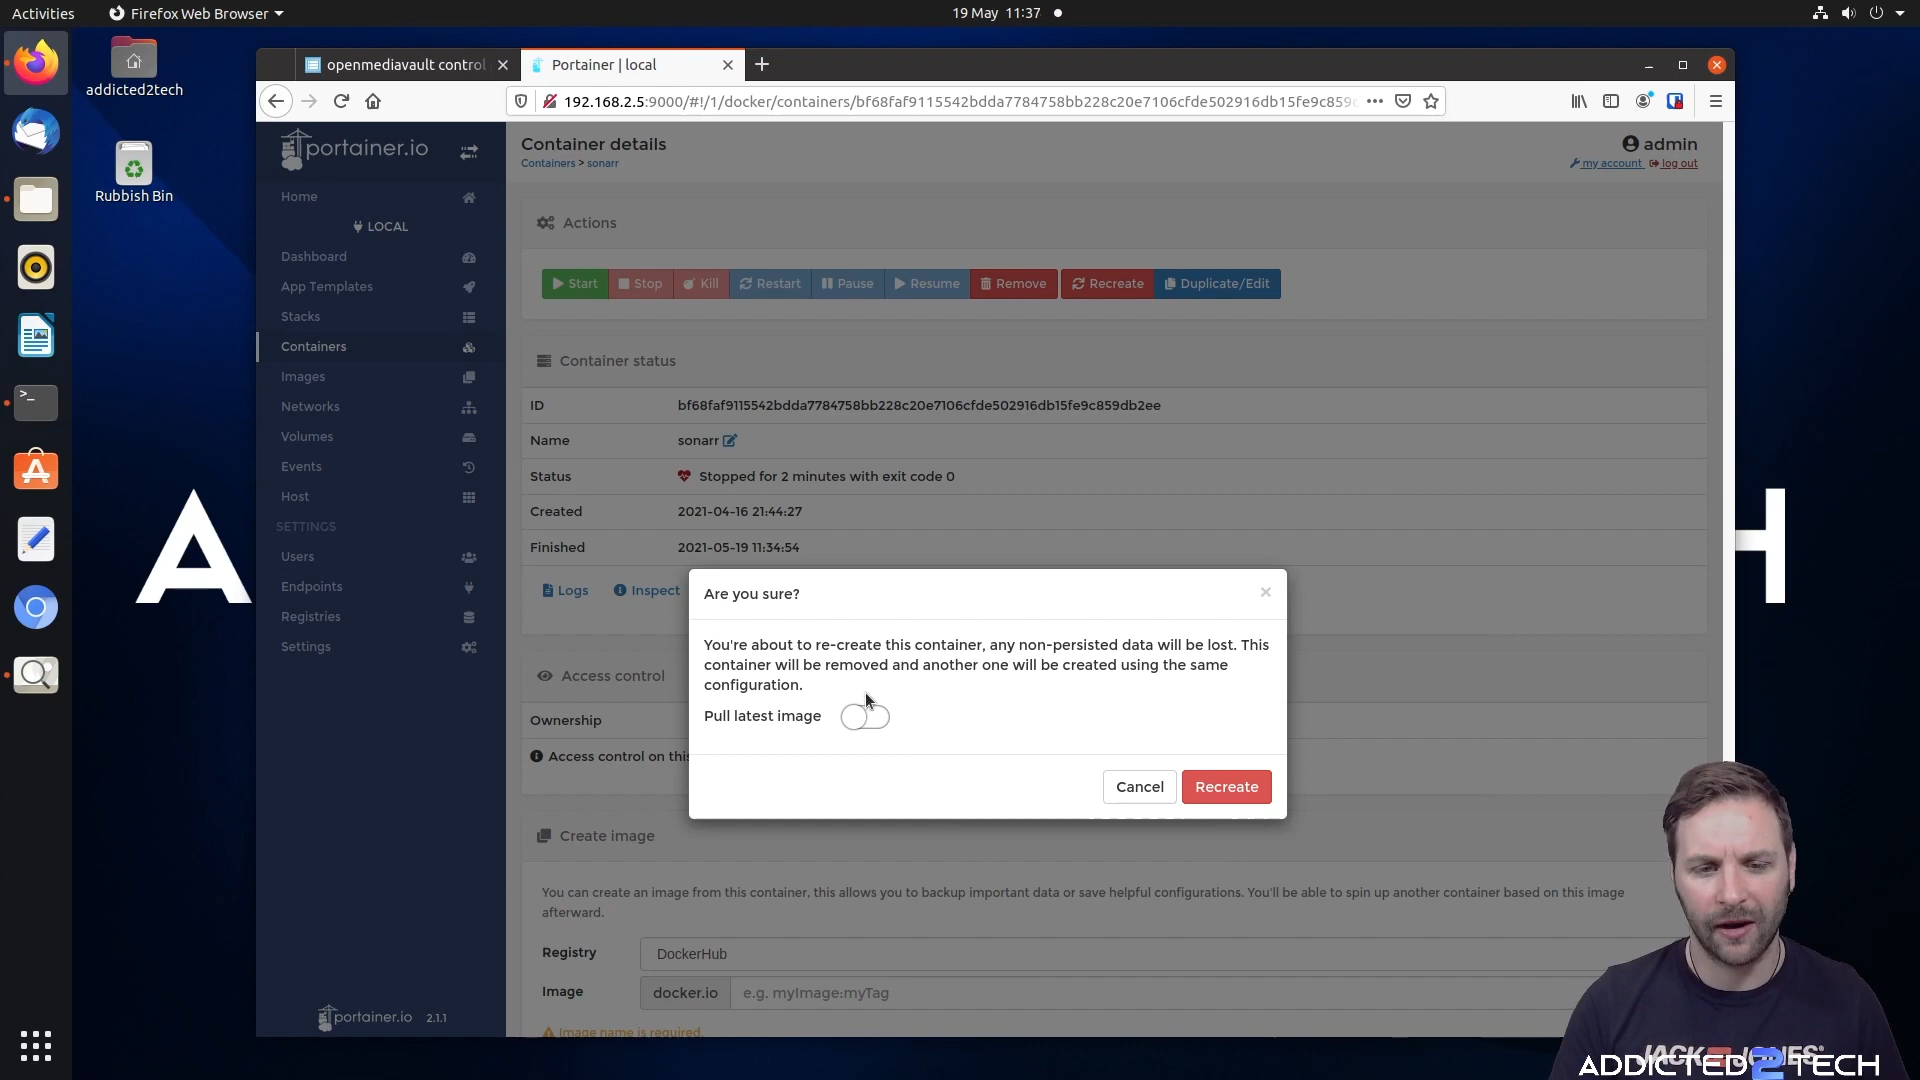 Activities
Firefox Web Browser
19 May 11:37
addicted2tech
Rubbish Bin
openmediavault control
Portainer | local
192.168.2.5:9000/#!/1/docker/containers/bf68faf9115542bdda7784758bb228c20e7106cfde502916db15fe9c859
portainer.io
Home
LOCAL
Dashboard
App Templates
Stacks
Containers
Images
Networks
Volumes
Events
Host
SETTINGS
Users
Endpoints
Registries
Settings
portainer.io 2.1.1
Container details
Containers > sonarr
admin
my account log out
Actions
Start Stop Kill Restart Pause Resume Remove Recreate Duplicate/Edit
Container status
ID bf68faf9115542bdda7784758bb228c20e7106cfde502916db15fe9c859db2ee
Name sonarr
Status Stopped for 2 minutes with exit code 0
Created 2021-04-16 21:44:27
Finished 2021-05-19 11:34:54
Logs Inspect
Are you sure?
×
You're about to re-create this container, any non-persisted data will be lost. This
container will be removed and another one will be created using the same
configuration.
Pull latest image
Cancel Recreate
Access control
Ownership
Access control on this
Create image
You can create an image from this container, this allows you to backup important data or save helpful configurations. You'll be able to spin up another container based on this image
afterward.
Registry DockerHub
Image docker.io e.g. myImage:myTag
Image name is required.
A
H
JACK & JONES®
ADDICTED2TECH